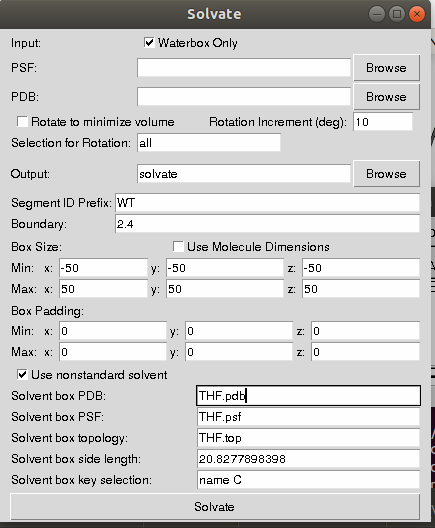 Solvate
Input: Waterbox Only
PSF: Browse
PDB: Browse
Rotate to minimize volume Rotation Increment (deg): 10
Selection for Rotation: all
Output: solvate Browse
Segment ID Prefix: WT
Boundary: 2.4
Box Size: Use Molecule Dimensions
Min: x: -50 y: -50 z: -50
Max: x: 50 y: 50 z: 50
Box Padding:
Min: x: 0 y: 0 z: 0
Max: x: 0 y: 0 z: 0
Use nonstandard solvent
Solvent box PDB: THF.pdb
Solvent box PSF: THF.psf
Solvent box topology: THF.top
Solvent box side length: 20.8277898398
Solvent box key selection: name C
Solvate